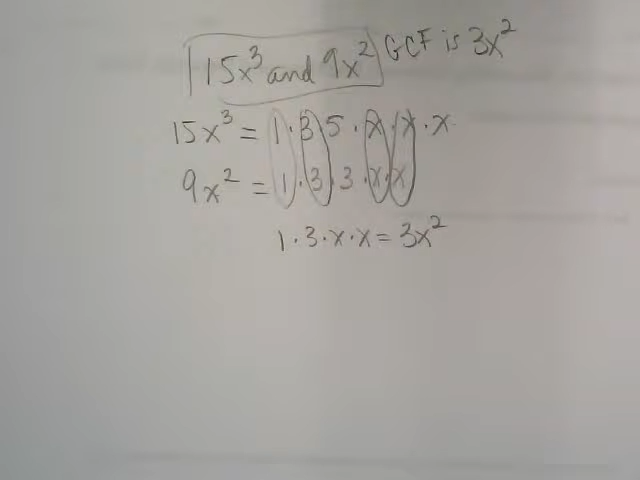 15x³ and 9x² GCF is 3x²
15x³ = 1 · 3 5 · x · x · x
9x² = 1 · 3 · 3 · x · x
1 · 3 · x · x = 3x²